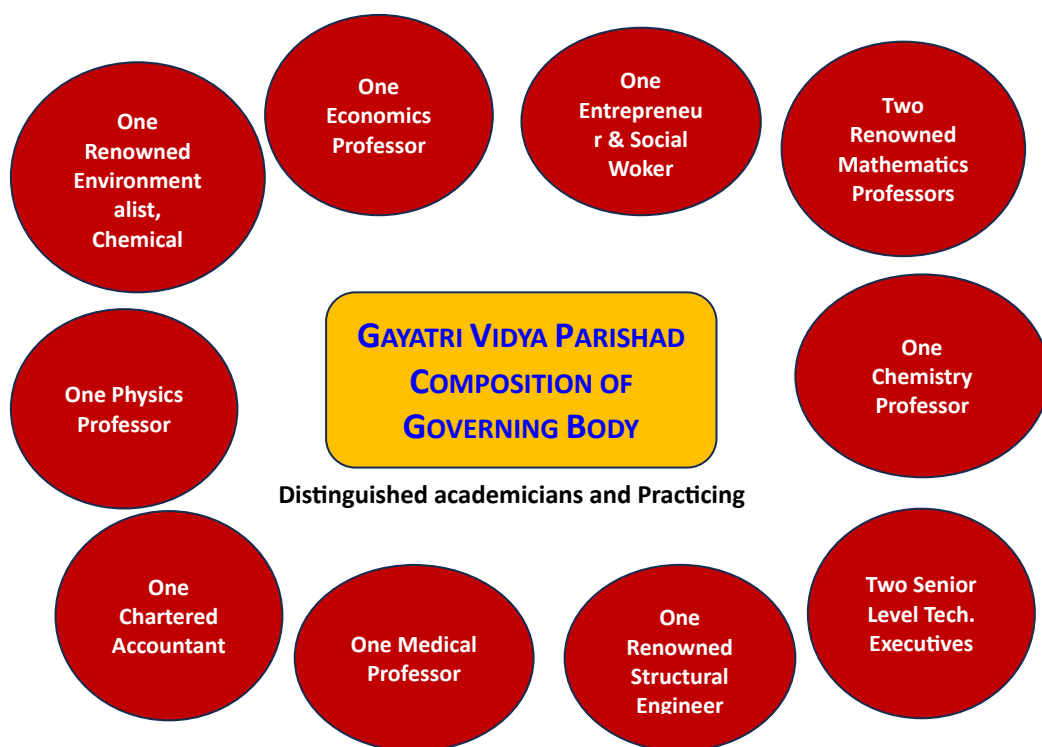 One
Renowned
Environment
alist,
Chemical
One
Economics
Professor
One
Entrepreneu
r & Social
Woker
Two
Renowned
Mathematics
Professors
GAYATRI VIDYA PARISHAD
COMPOSITION OF
GOVERNING BODY
One Physics
Professor
One
Chemistry
Professor
Distinguished academicians and Practicing
One
Chartered
Accountant
One Medical
Professor
One
Renowned
Structural
Engineer
Two Senior
Level Tech.
Executives